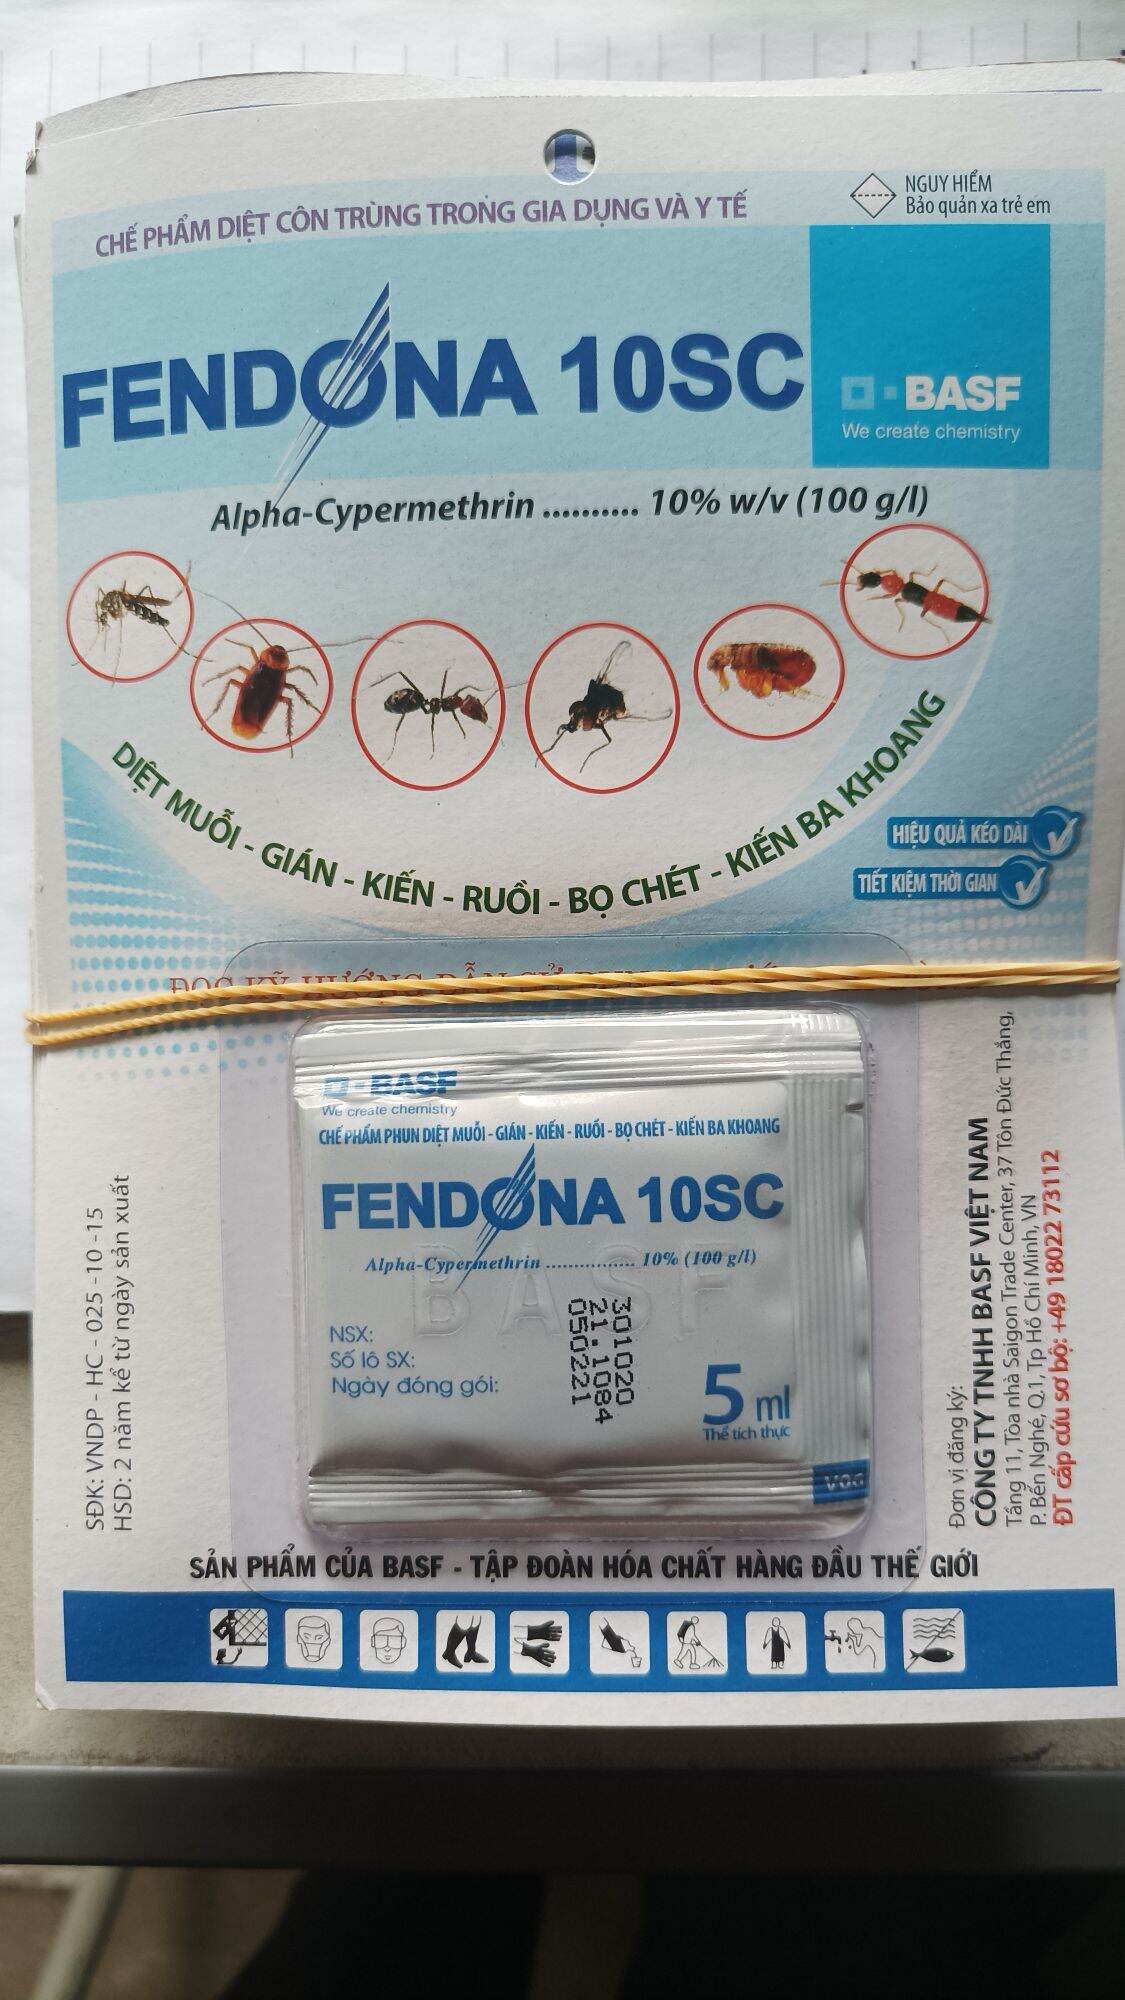 NGUY HIỂM
Bảo quản xa trẻ em
CHẾ PHẨM DIỆT CÔN TRÙNG TRONG GIA DỤNG VÀ Y TẾ
FENDONA 10SC
BASF
We create chemistry
Alpha-Cypermethrin .......... 10% w/v (100 g/l)
DIỆT MUỖI - GIÁN - KIẾN - RUỒI - BỌ CHÉT - KIẾN BA KHOANG
HIỆU QUẢ KÉO DÀI
TIẾT KIỆM THỜI GIAN
ĐỌC KỸ HƯỚNG DẪN SỬ
BASF
We create chemistry
CHẾ PHẨM PHUN DIỆT MUỖI - GIÁN - KIẾN - RUỒI - BỌ CHÉT - KIẾN BA KHOANG
FENDONA 10SC
Alpha-Cypermethrin ................ 10% (100 g/l)
BASF
NSX:
Số lô SX:
Ngày đóng gói:
301020
21.1084
050221
5 ml
Thể tích thực
SĐK: VNDP - HC - 025 -10 -15
HSD: 2 năm kể từ ngày sản xuất
Đơn vị đăng ký:
CÔNG TY TNHH BASF VIỆT NAM
Tầng 11, Tòa nhà Saigon Trade Center, 37 Tôn Đức Thắng,
P. Bến Nghé, Q.1, Tp Hồ Chí Minh, VN
ĐT cấp cứu sơ bộ: +49 18022 73112
SẢN PHẨM CỦA BASF - TẬP ĐOÀN HÓA CHẤT HÀNG ĐẦU THẾ GIỚI